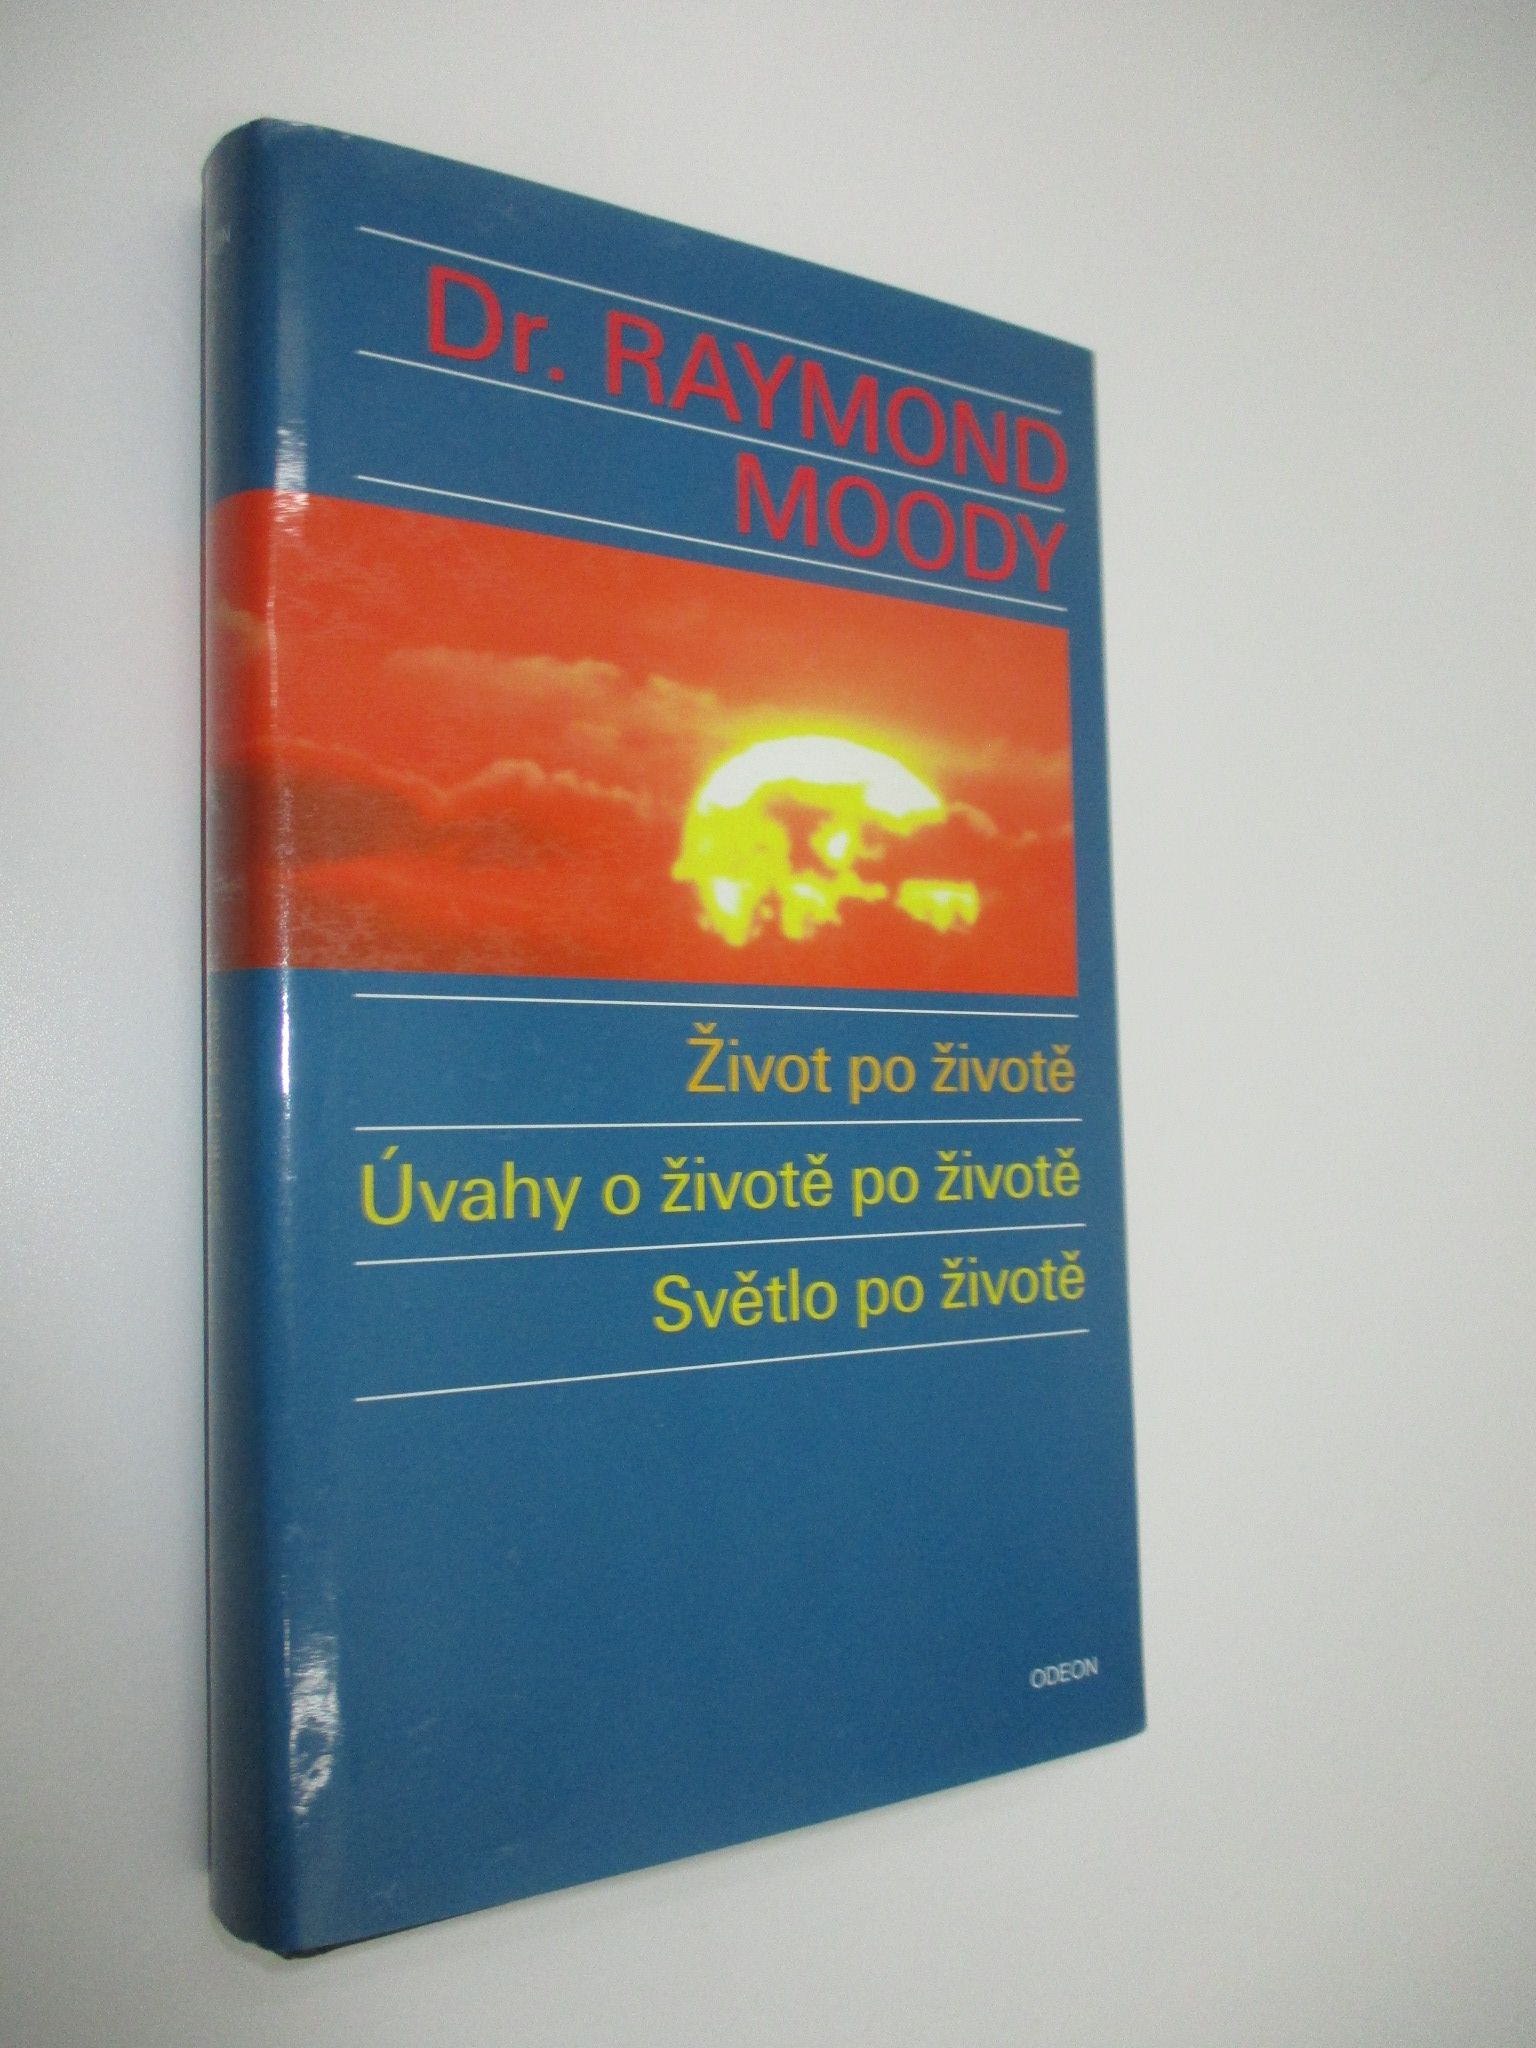 Dr. RAYMOND
MOODY
Život po životě
Úvahy o životě po životě
Světlo po životě
ODEON